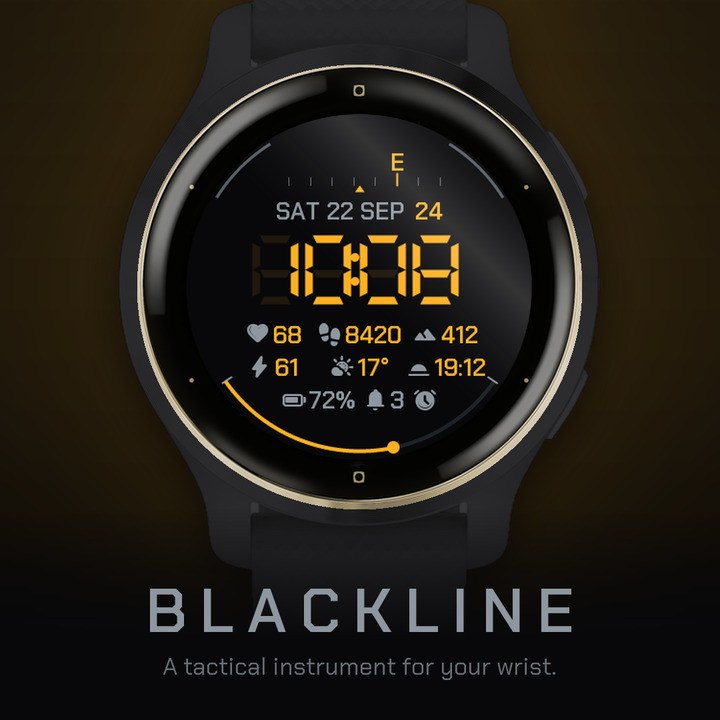 E
SAT 22 SEP 24
10:08
68 8420 412
61 17° 19:12
72% 3
BLACKLINE
A tactical instrument for your wrist.